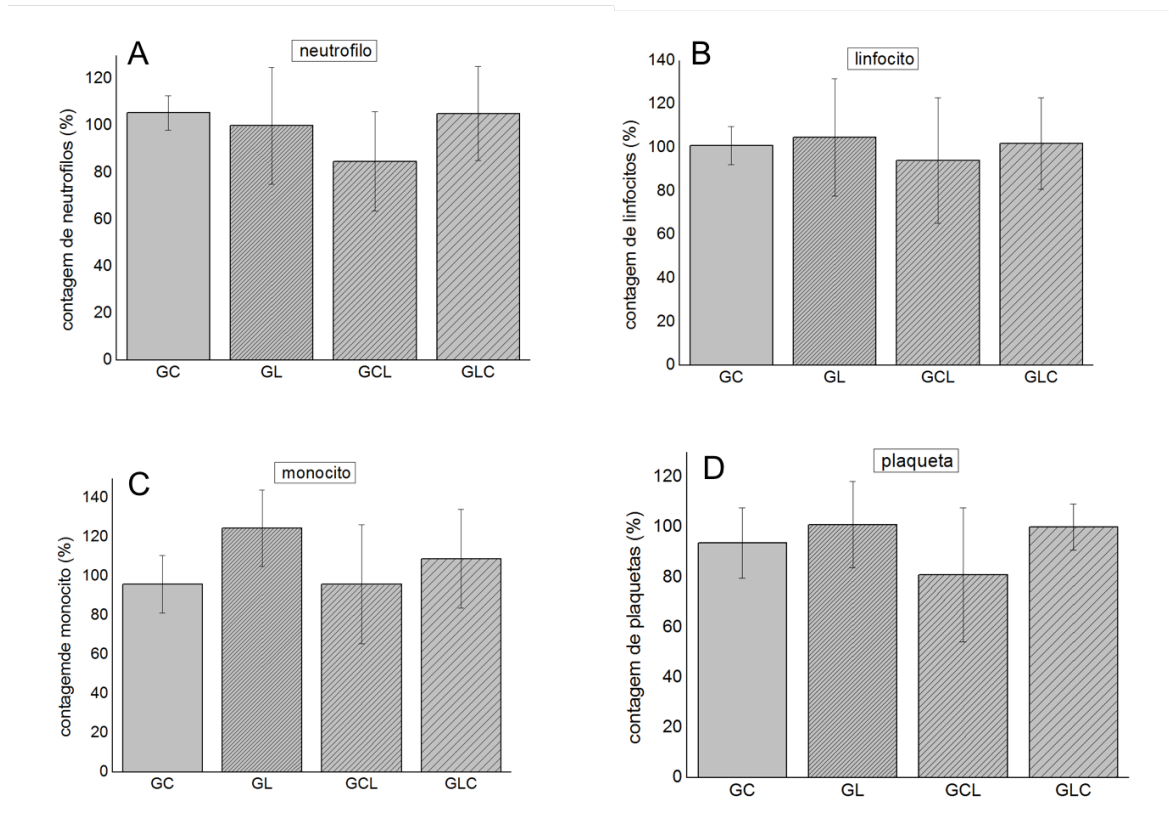 A
neutrofilo
contagem de neutrofilos (%)
120
100
80
60
40
20
0
GC GL GCL GLC
B
linfocito
contagem de linfocitos (%)
140
120
100
80
60
40
20
0
GC GL GCL GLC
C
monocito
contagemde monocito (%)
140
120
100
80
60
40
20
0
GC GL GCL GLC
D
plaqueta
contagem de plaquetas (%)
120
100
80
60
40
20
0
GC GL GCL GLC